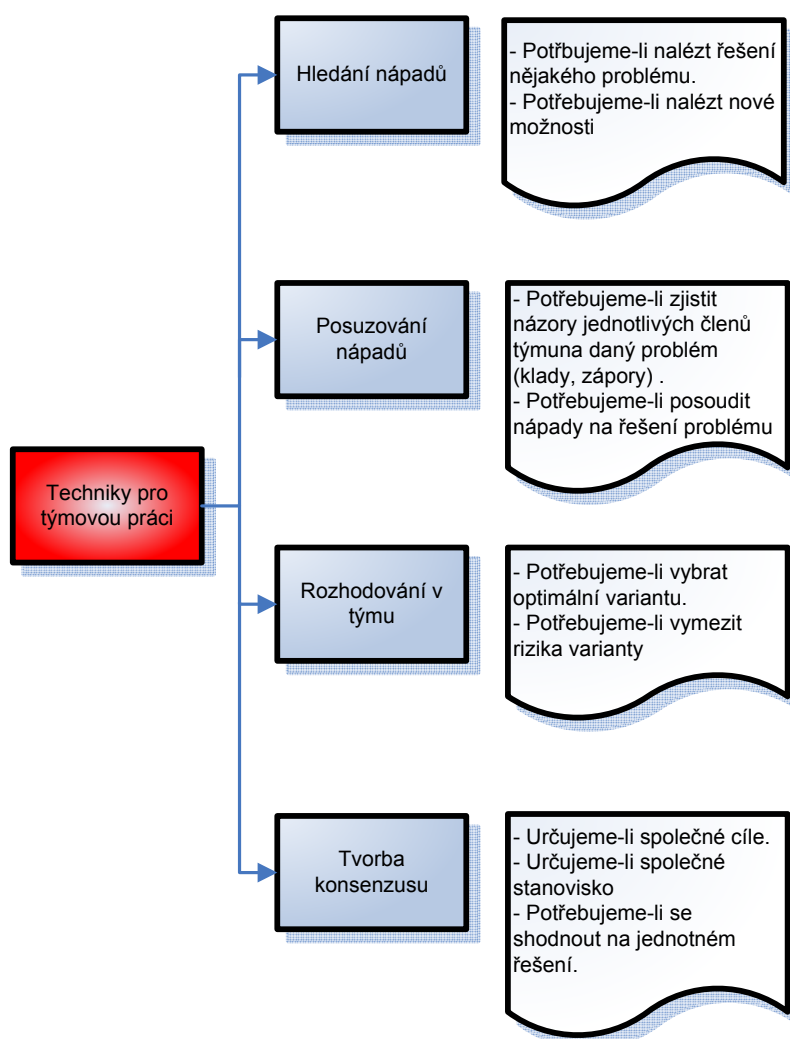 Hledání nápadů
- Potřbujeme-li nalézt řešení
nějakého problému.
- Potřebujeme-li nalézt nové
možnosti
Posuzování
nápadů
- Potřebujeme-li zjistit
názory jednotlivých členů
týmuna daný problém
(klady, zápory) .
- Potřebujeme-li posoudit
nápady na řešení problému
Techniky pro
týmovou práci
Rozhodování v
týmu
- Potřebujeme-li vybrat
optimální variantu.
- Potřebujeme-li vymezit
rizika varianty
Tvorba
konsenzusu
- Určujeme-li společné cíle.
- Určujeme-li společné
stanovisko
- Potřebujeme-li se
shodnout na jednotném
řešení.